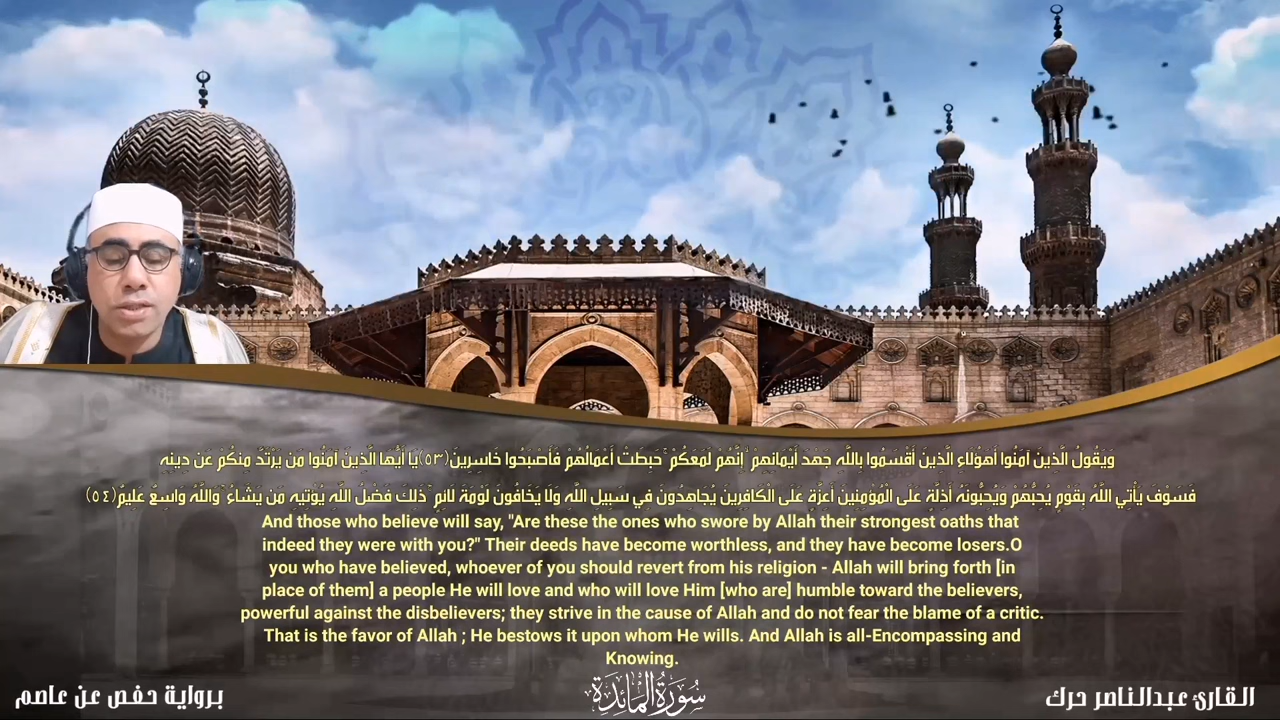 وَيَقُولُ الَّذِينَ آمَنُوا أَهَٰؤُلَاءِ الَّذِينَ أَقْسَمُوا بِاللَّهِ جَهْدَ أَيْمَانِهِمْ ۙ إِنَّهُمْ لَمَعَكُمْ ۚ حَبِطَتْ أَعْمَالُهُمْ فَأَصْبَحُوا خَاسِرِينَ(٥٣)يَا أَيُّهَا الَّذِينَ آمَنُوا مَن يَرْتَدَّ مِنكُمْ عَن دِينِهِ
فَسَوْفَ يَأْتِي اللَّهُ بِقَوْمٍ يُحِبُّهُمْ وَيُحِبُّونَهُ أَذِلَّةٍ عَلَى الْمُؤْمِنِينَ أَعِزَّةٍ عَلَى الْكَافِرِينَ يُجَاهِدُونَ فِي سَبِيلِ اللَّهِ وَلَا يَخَافُونَ لَوْمَةَ لَائِمٍ ۚ ذَٰلِكَ فَضْلُ اللَّهِ يُؤْتِيهِ مَن يَشَاءُ ۚ وَاللَّهُ وَاسِعٌ عَلِيمٌ(٥٤)
And those who believe will say, "Are these the ones who swore by Allah their strongest oaths that
indeed they were with you?" Their deeds have become worthless, and they have become losers.O
you who have believed, whoever of you should revert from his religion - Allah will bring forth [in
place of them] a people He will love and who will love Him [who are] humble toward the believers,
powerful against the disbelievers; they strive in the cause of Allah and do not fear the blame of a critic.
That is the favor of Allah ; He bestows it upon whom He wills. And Allah is all-Encompassing and
Knowing.
القارئ عبدالناصر حرك
سُورَةُ المَائِدَةِ
برواية حفص عن عاصم